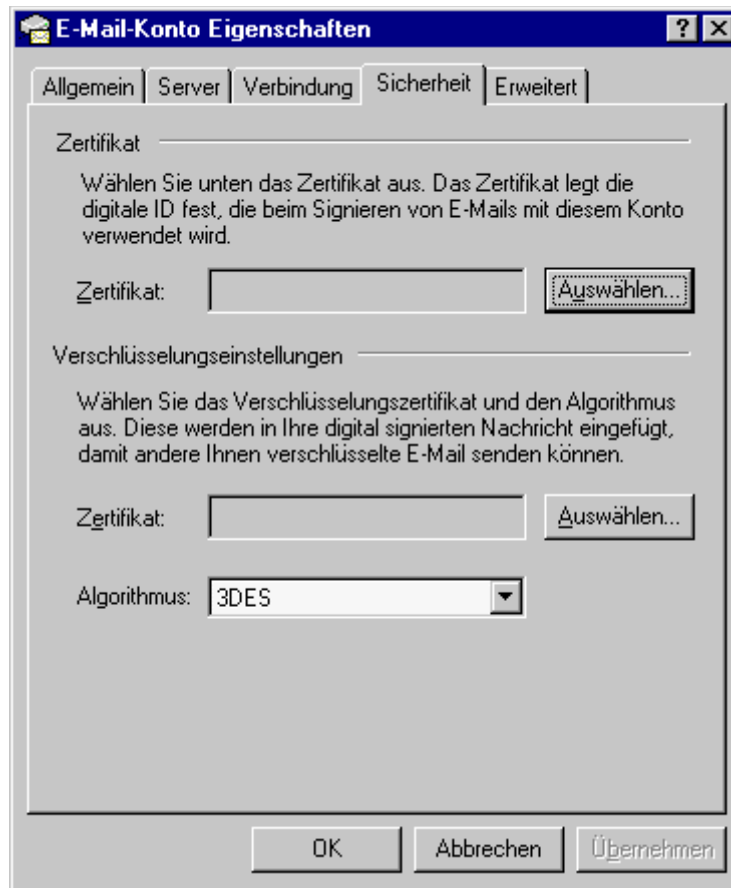 E-Mail-Konto Eigenschaften
Allgemein Server Verbindung Sicherheit Erweitert
Zertifikat
Wählen Sie unten das Zertifikat aus. Das Zertifikat legt die
digitale ID fest, die beim Signieren von E-Mails mit diesem Konto
verwendet wird.
Zertifikat: Auswählen...
Verschlüsselungseinstellungen
Wählen Sie das Verschlüsselungszertifikat und den Algorithmus
aus. Diese werden in Ihre digital signierten Nachricht eingefügt,
damit andere Ihnen verschlüsselte E-Mail senden können.
Zertifikat: Auswählen...
Algorithmus: 3DES
OK Abbrechen Übernehmen